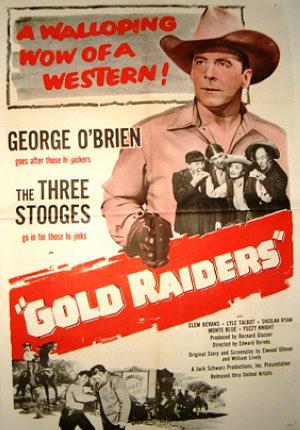 A WALLOPING
WOW OF A
WESTERN!
GEORGE O'BRIEN
goes after those hi-jackers
THE THREE
STOOGES
go in for those hi-jinks
in
"GOLD RAIDERS"
CLEM BEVANS - LYLE TALBOT - SHEILAH RYAN
MONTE BLUE - FUZZY KNIGHT
Produced by Bernard Glasser
Directed by Edward Bernds
Original Story and Screenplay by Elwood Ullman
and William Lively
A Jack Schwarz Productions, Inc. Presentation
Released thru United Artists